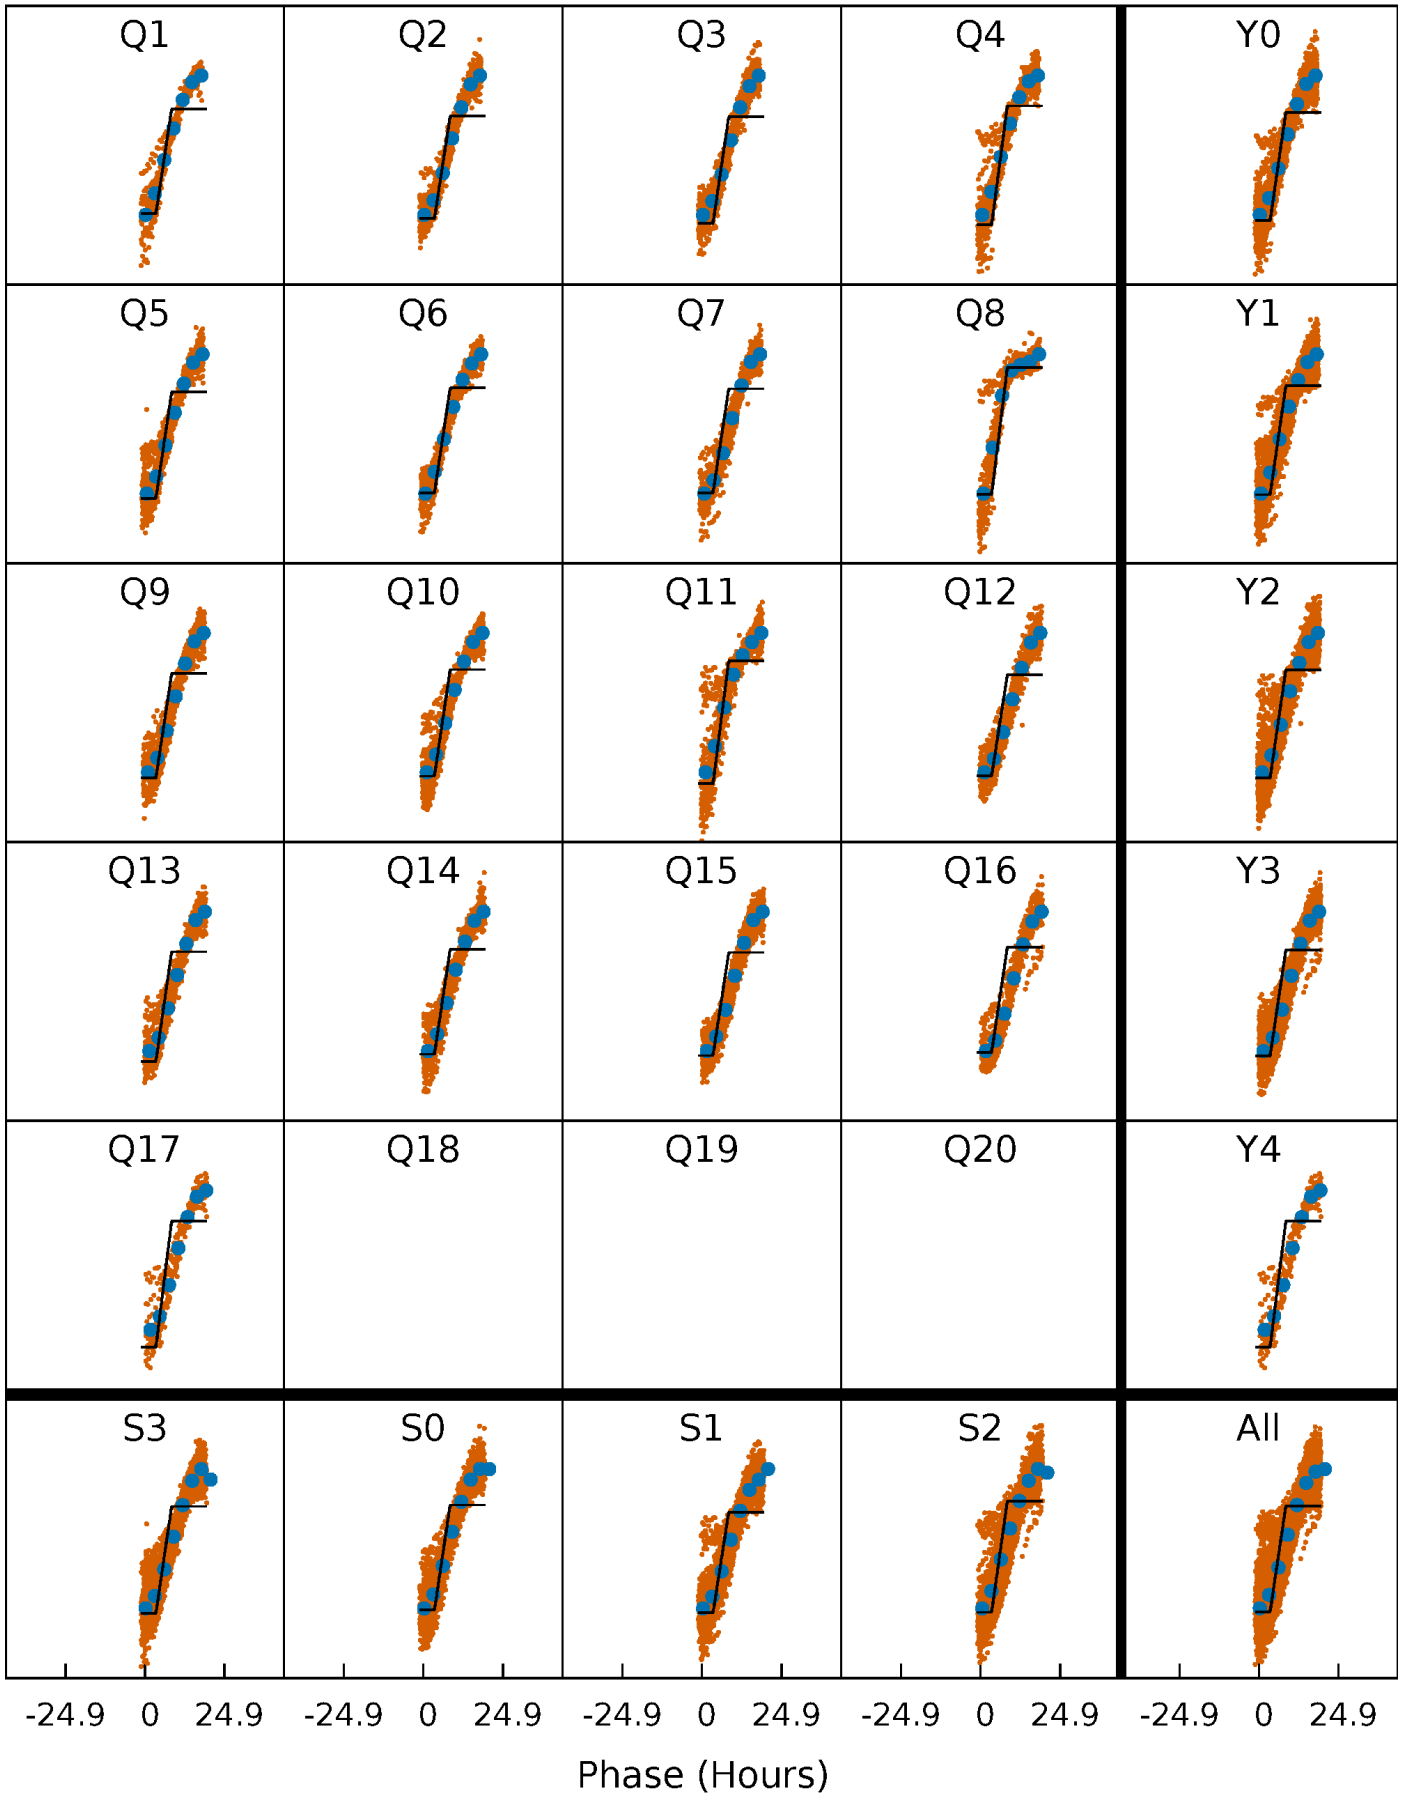 Q1 Q2 Q3 Q4 Y0
Q5 Q6 Q7 Q8 Y1
Q9 Q10 Q11 Q12 Y2
Q13 Q14 Q15 Q16 Y3
Q17 Q18 Q19 Q20 Y4
S3 S0 S1 S2 All
-24.9 0 24.9 -24.9 0 24.9 -24.9 0 24.9 -24.9 0 24.9 -24.9 0 24.9
Phase (Hours)